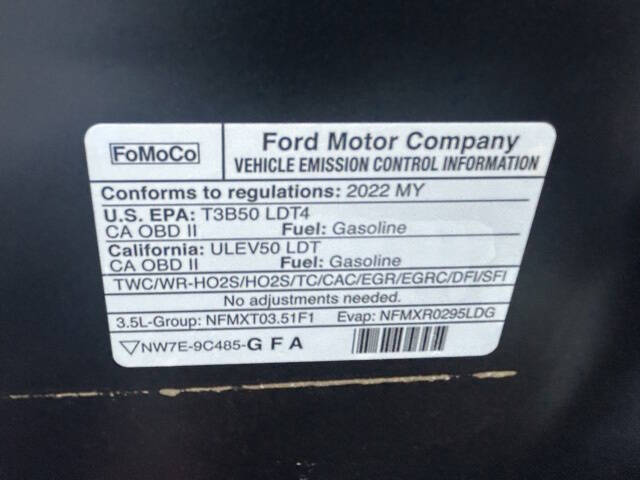 FoMoCo
Ford Motor Company
VEHICLE EMISSION CONTROL INFORMATION
Conforms to regulations: 2022 MY
U.S. EPA: T3B50 LDT4
CA OBD II Fuel: Gasoline
California: ULEV50 LDT
CA OBD II Fuel: Gasoline
TWC/WR-HO2S/HO2S/TC/CAC/EGR/EGRC/DFI/SFI
No adjustments needed.
3.5L-Group: NFMXT03.51F1 Evap: NFMXR0295LDG
▽NW7E-9C485-G F A